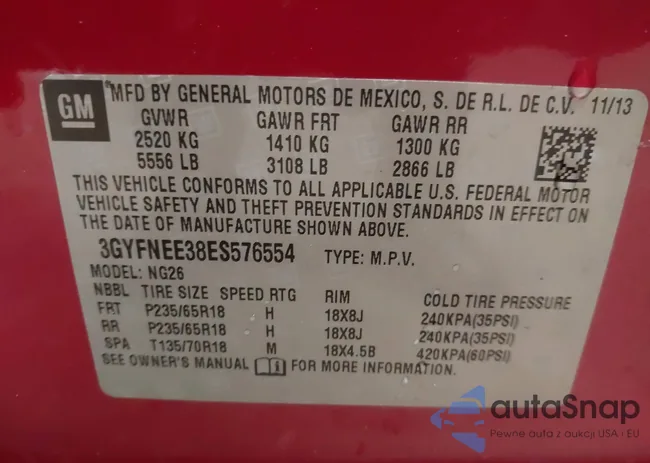 GM
MFD BY GENERAL MOTORS DE MEXICO, S. DE R.L. DE C.V. 11/13
GVWR GAWR FRT GAWR RR
2520 KG 1410 KG 1300 KG
5556 LB 3108 LB 2866 LB
THIS VEHICLE CONFORMS TO ALL APPLICABLE U.S. FEDERAL MOTOR
VEHICLE SAFETY AND THEFT PREVENTION STANDARDS IN EFFECT ON
THE DATE OF MANUFACTURE SHOWN ABOVE.
3GYFNEE38ES576554 TYPE: M.P.V.
MODEL: NG26
NBBL TIRE SIZE SPEED RTG RIM COLD TIRE PRESSURE
FRT P235/65R18 H 18X8J 240KPA(35PSI)
RR P235/65R18 H 18X8J 240KPA(35PSI)
SPA T135/70R18 M 18X4.5B 420KPA(60PSI)
SEE OWNER'S MANUAL i FOR MORE INFORMATION.
autaSnap
Pewne auta z aukcji USA i EU